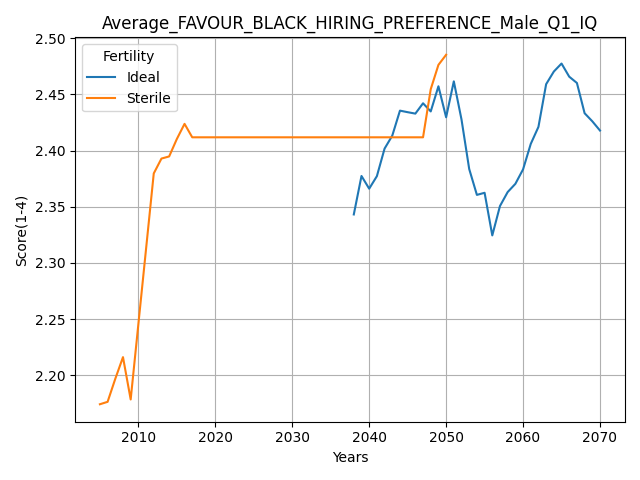 Average_FAVOUR_BLACK_HIRING_PREFERENCE_Male_Q1_IQ
Fertility
Ideal
Sterile
Score(1-4)
2.50
2.45
2.40
2.35
2.30
2.25
2.20
2010 2020 2030 2040 2050 2060 2070
Years